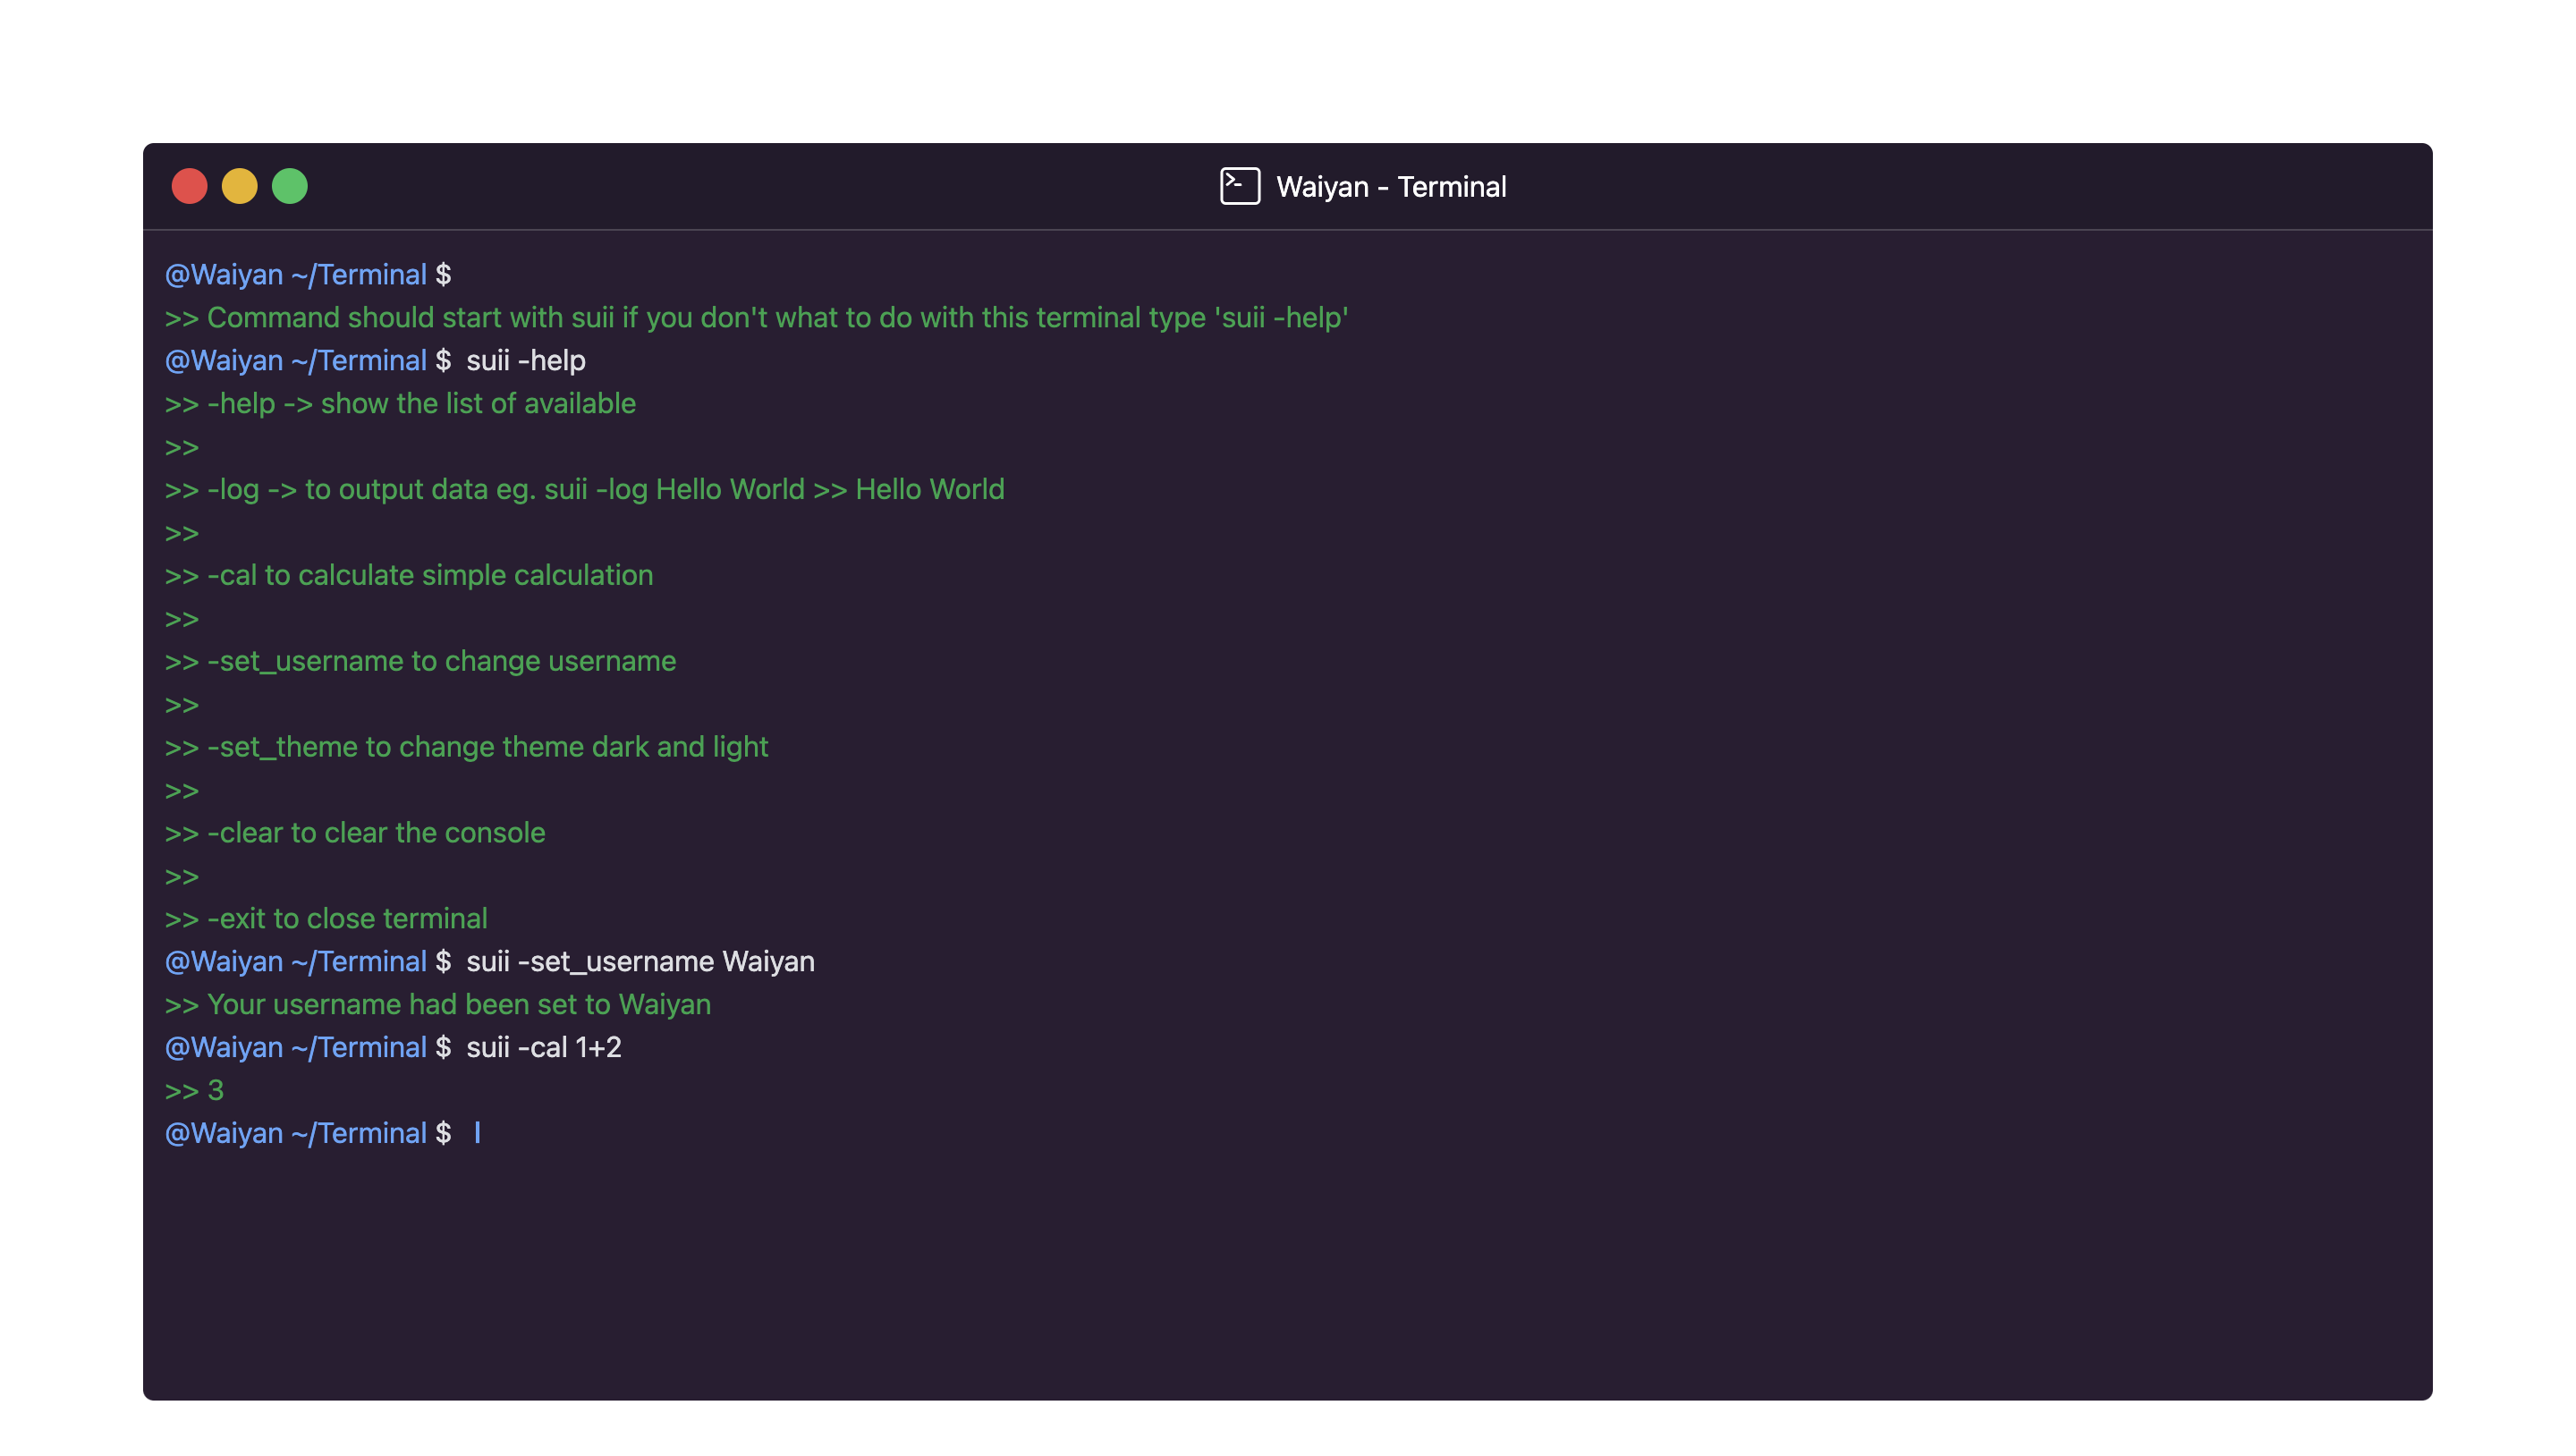 Waiyan - Terminal
@Waiyan ~/Terminal $
>> Command should start with suii if you don't what to do with this terminal type 'suii -help'
@Waiyan ~/Terminal $ suii -help
>> -help -> show the list of available
>>
>> -log -> to output data eg. suii -log Hello World >> Hello World
>>
>> -cal to calculate simple calculation
>>
>> -set_username to change username
>>
>> -set_theme to change theme dark and light
>>
>> -clear to clear the console
>>
>> -exit to close terminal
@Waiyan ~/Terminal $ suii -set_username Waiyan
>> Your username had been set to Waiyan
@Waiyan ~/Terminal $ suii -cal 1+2
>> 3
@Waiyan ~/Terminal $